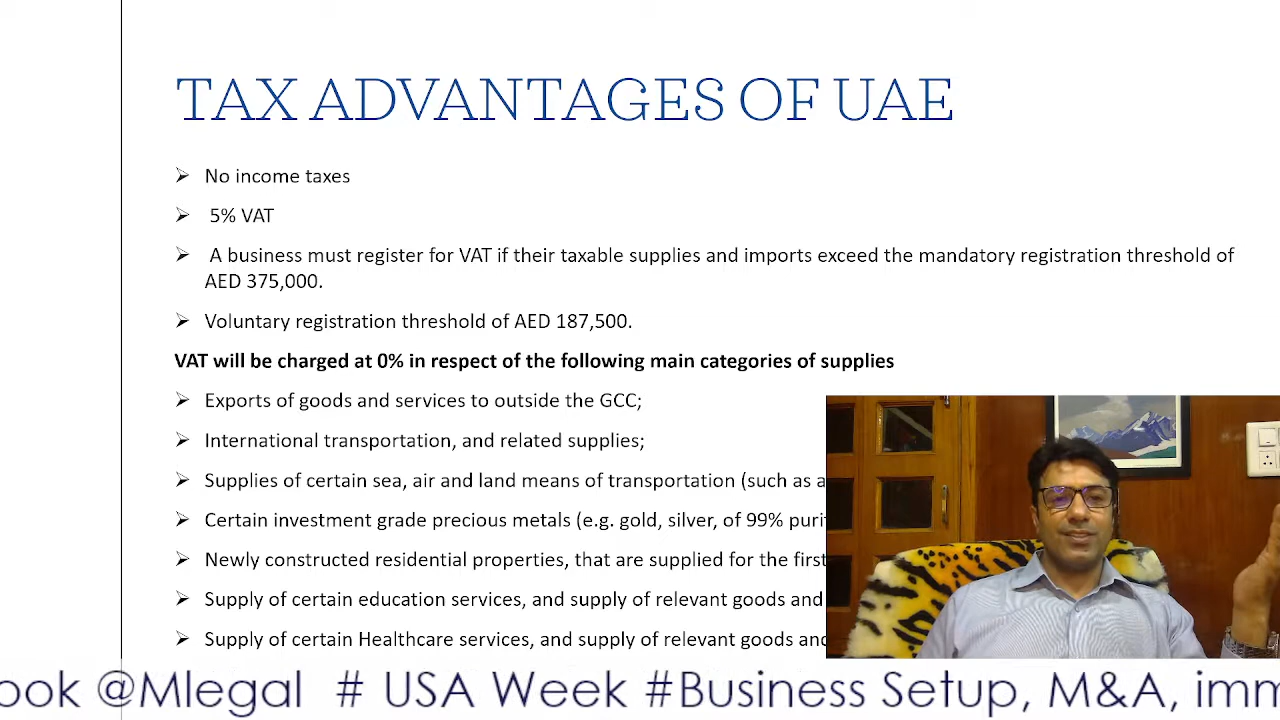 TAX ADVANTAGES OF UAE
➢ No income taxes
➢ 5% VAT
➢ A business must register for VAT if their taxable supplies and imports exceed the mandatory registration threshold of
AED 375,000.
➢ Voluntary registration threshold of AED 187,500.
VAT will be charged at 0% in respect of the following main categories of supplies
➢ Exports of goods and services to outside the GCC;
➢ International transportation, and related supplies;
➢ Supplies of certain sea, air and land means of transportation (such as a
➢ Certain investment grade precious metals (e.g. gold, silver, of 99% puri
➢ Newly constructed residential properties, that are supplied for the first
➢ Supply of certain education services, and supply of relevant goods and
➢ Supply of certain Healthcare services, and supply of relevant goods and
ook @Mlegal # USA Week #Business Setup, M&A, imm